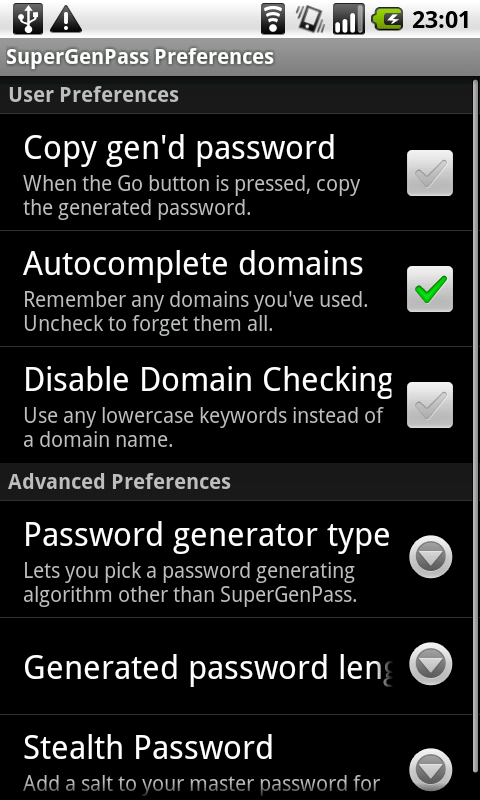 23:01
SuperGenPass Preferences
User Preferences
Copy gen'd password
When the Go button is pressed, copy
the generated password.
Autocomplete domains
Remember any domains you've used.
Uncheck to forget them all.
Disable Domain Checking
Use any lowercase keywords instead of
a domain name.
Advanced Preferences
Password generator type
Lets you pick a password generating
algorithm other than SuperGenPass.
Generated password leng
Stealth Password
Add a salt to your master password for